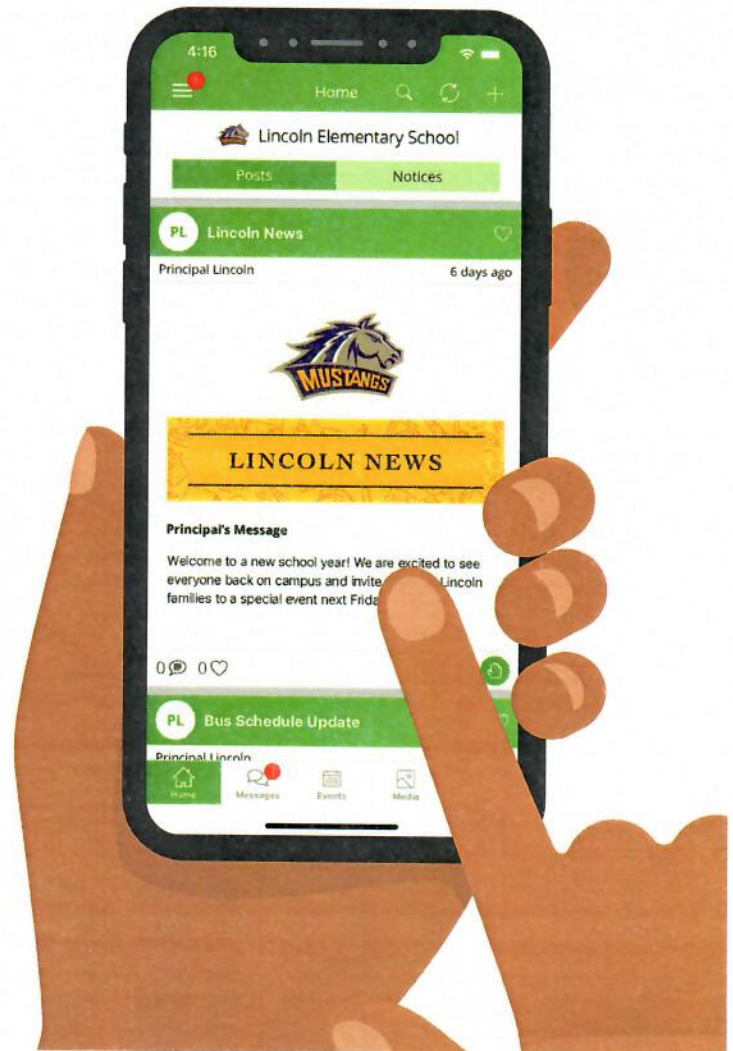 4:16
Home
Lincoln Elementary School
Posts Notices
PL Lincoln News
Principal Lincoln 6 days ago
MUSTANGS
LINCOLN NEWS
Principal's Message
Welcome to a new school year! We are excited to see
everyone back on campus and invite Lincoln
families to a special event next
0 0
PL Bus Schedule Update
Principal Lincoln
Home Messages Events Media